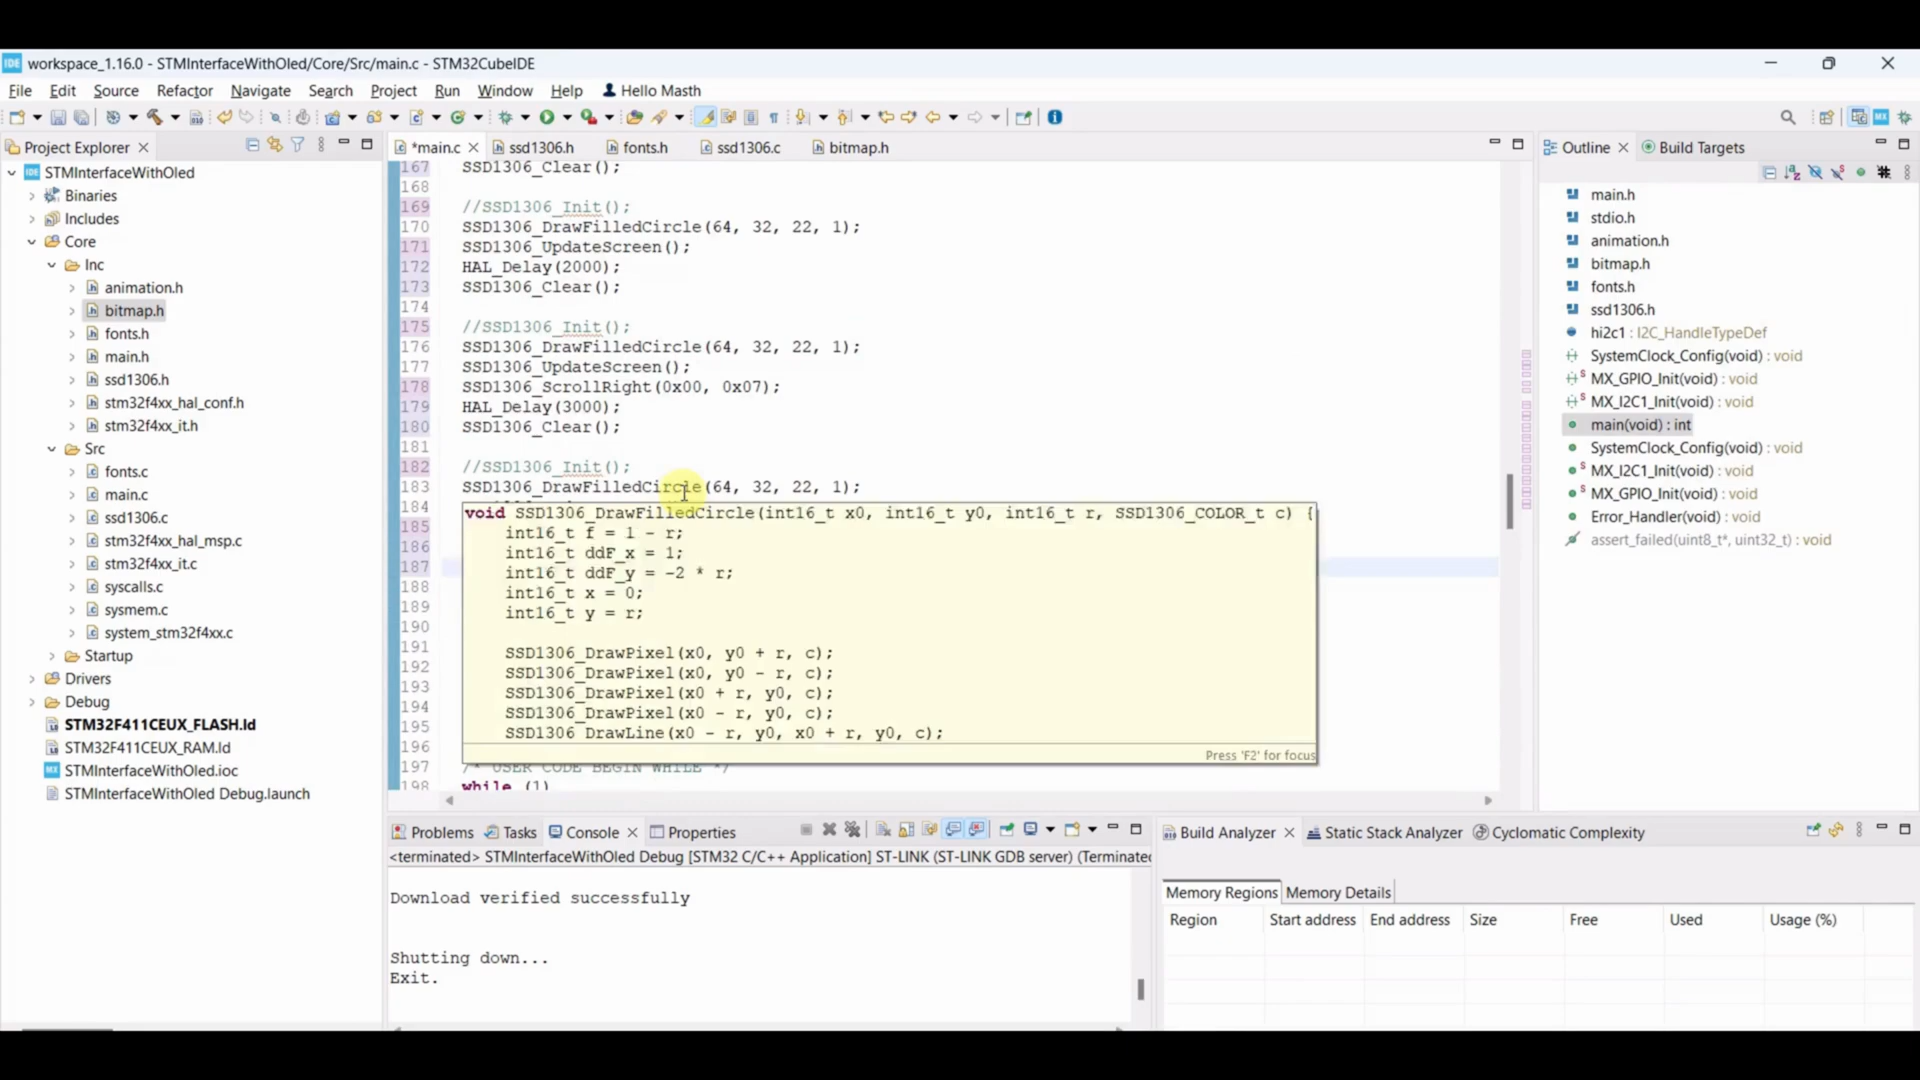 IDE workspace_1.16.0 - STMInterfaceWithOled/Core/Src/main.c - STM32CubeIDE
File Edit Source Refactor Navigate Search Project Run Window Help Hello Masth
Project Explorer
STMInterfaceWithOled
Binaries
Includes
Core
Inc
animation.h
bitmap.h
fonts.h
main.h
ssd1306.h
stm32f4xx_hal_conf.h
stm32f4xx_it.h
Src
fonts.c
main.c
ssd1306.c
stm32f4xx_hal_msp.c
stm32f4xx_it.c
syscalls.c
sysmem.c
system_stm32f4xx.c
Startup
Drivers
Debug
STM32F411CEUX_FLASH.ld
STM32F411CEUX_RAM.ld
STMInterfaceWithOled.ioc
STMInterfaceWithOled Debug.launch
*main.c ssd1306.h fonts.h ssd1306.c bitmap.h
167 SSD1306_Clear();
168
169 //SSD1306_Init();
170 SSD1306_DrawFilledCircle(64, 32, 22, 1);
171 SSD1306_UpdateScreen();
172 HAL_Delay(2000);
173 SSD1306_Clear();
174
175 //SSD1306_Init();
176 SSD1306_DrawFilledCircle(64, 32, 22, 1);
177 SSD1306_UpdateScreen();
178 SSD1306_ScrollRight(0x00, 0x07);
179 HAL_Delay(3000);
180 SSD1306_Clear();
181
182 //SSD1306_Init();
183 SSD1306_DrawFilledCircle(64, 32, 22, 1);
184
185
186
187
188
189
190
191
192
193
194
195
196
197 /* USER CODE BEGIN WHILE */
198 while (1)
void SSD1306_DrawFilledCircle(int16_t x0, int16_t y0, int16_t r, SSD1306_COLOR_t c) {
int16_t f = 1 - r;
int16_t ddF_x = 1;
int16_t ddF_y = -2 * r;
int16_t x = 0;
int16_t y = r;
SSD1306_DrawPixel(x0, y0 + r, c);
SSD1306_DrawPixel(x0, y0 - r, c);
SSD1306_DrawPixel(x0 + r, y0, c);
SSD1306_DrawPixel(x0 - r, y0, c);
SSD1306_DrawLine(x0 - r, y0, x0 + r, y0, c);
Press 'F2' for focus
Outline Build Targets
main.h
stdio.h
animation.h
bitmap.h
fonts.h
ssd1306.h
hi2c1 : I2C_HandleTypeDef
SystemClock_Config(void) : void
MX_GPIO_Init(void) : void
MX_I2C1_Init(void) : void
main(void) : int
SystemClock_Config(void) : void
MX_I2C1_Init(void) : void
MX_GPIO_Init(void) : void
Error_Handler(void) : void
assert_failed(uint8_t*, uint32_t) : void
Problems Tasks Console Properties
<terminated> STMInterfaceWithOled Debug [STM32 C/C++ Application] ST-LINK (ST-LINK GDB server) (Terminated
Download verified successfully
Shutting down...
Exit.
Build Analyzer Static Stack Analyzer Cyclomatic Complexity
Memory Regions Memory Details
Region Start address End address Size Free Used Usage (%)